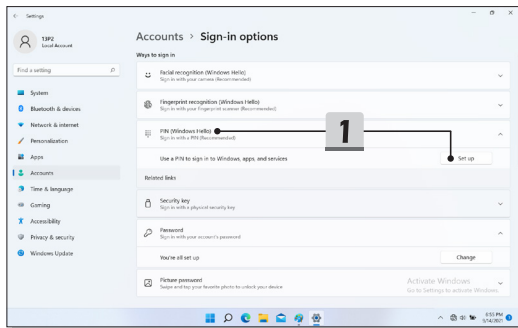 Settings
13P2
Local Account
Find a setting
System
Bluetooth & devices
Network & internet
Personalization
Apps
Accounts
Time & language
Gaming
Accessibility
Privacy & security
Windows Update
Accounts > Sign-in options
Ways to sign in
Facial recognition (Windows Hello)
Sign in with your camera (Recommended)
Fingerprint recognition (Windows Hello)
Sign in with your fingerprint scanner (Recommended)
PIN (Windows Hello)
Sign in with a PIN (Recommended)
1
Use a PIN to sign in to Windows, apps, and services
Set up
Related links
Security key
Sign in with a physical security key
Password
Sign in with your account's password
You're all set up
Change
Picture password
Swipe and tap your favorite photo to unlock your device
Activate Windows
Go to Settings to activate Windows.
6:55 PM
5/14/2021